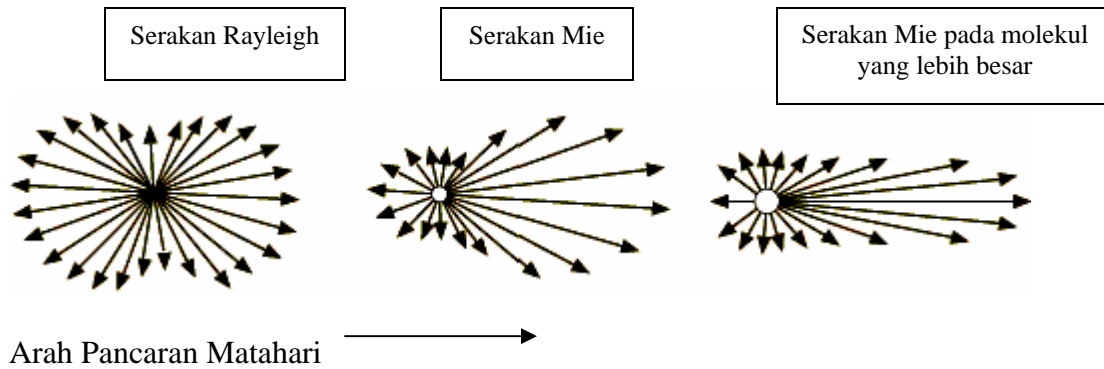 Serakan Rayleigh
Serakan Mie
Serakan Mie pada molekul
yang lebih besar
Arah Pancaran Matahari